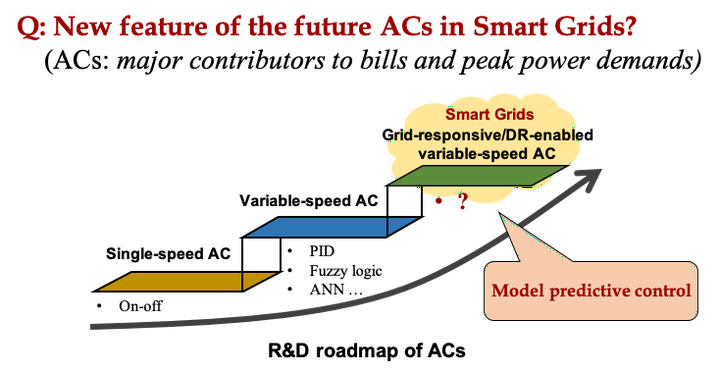 Q: New feature of the future ACs in Smart Grids?
(ACs: major contributors to bills and peak power demands)
Smart Grids
Grid-responsive/DR-enabled
variable-speed AC
• ?
Variable-speed AC
• PID
• Fuzzy logic
• ANN …
Single-speed AC
• On-off
Model predictive control
R&D roadmap of ACs